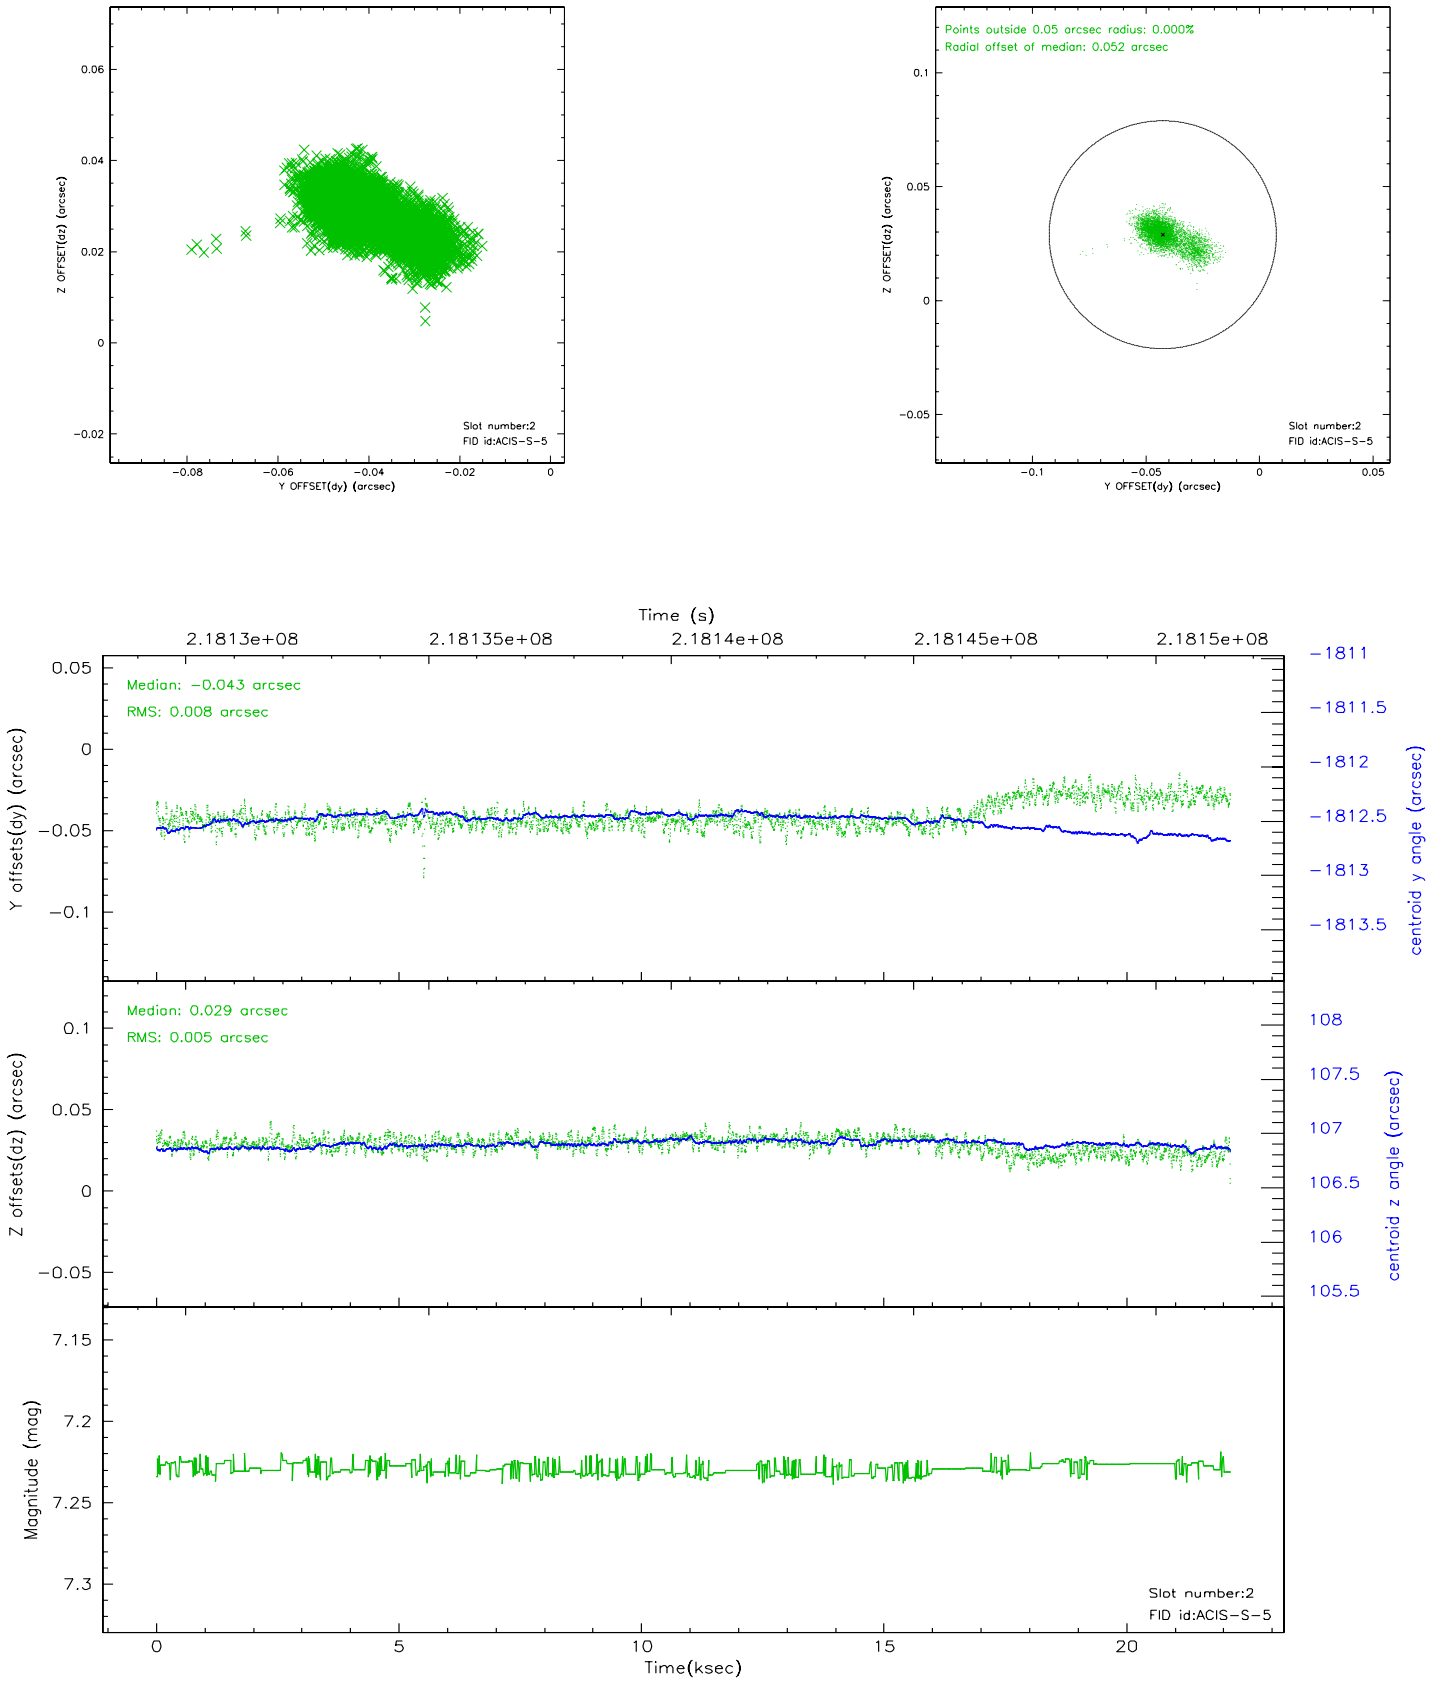 Points outside 0.05 arcsec radius: 0.000%
Radial offset of median: 0.052 arcsec
0.06
0.04
0.02
0
−0.02
Z OFFSET(dz) (arcsec)
Slot number:2
FID id:ACIS−S−5
−0.08 −0.06 −0.04 −0.02 0
Y OFFSET(dy) (arcsec)
0.1
0.05
0
−0.05
Z OFFSET(dz) (arcsec)
Slot number:2
FID id:ACIS−S−5
−0.1 −0.05 0 0.05
Y OFFSET(dy) (arcsec)
Time (s)
2.1813e+08 2.18135e+08 2.1814e+08 2.18145e+08 2.1815e+08
Median: −0.043 arcsec
RMS: 0.008 arcsec
0.05
0
−0.05
−0.1
Y offsets(dy) (arcsec)
−1811
−1811.5
−1812
−1812.5
−1813
−1813.5
centroid y angle (arcsec)
Median: 0.029 arcsec
RMS: 0.005 arcsec
0.1
0.05
0
−0.05
Z offsets(dz) (arcsec)
108
107.5
107
106.5
106
105.5
centroid z angle (arcsec)
7.15
7.2
7.25
7.3
Magnitude (mag)
Slot number:2
FID id:ACIS−S−5
0 5 10 15 20
Time(ksec)